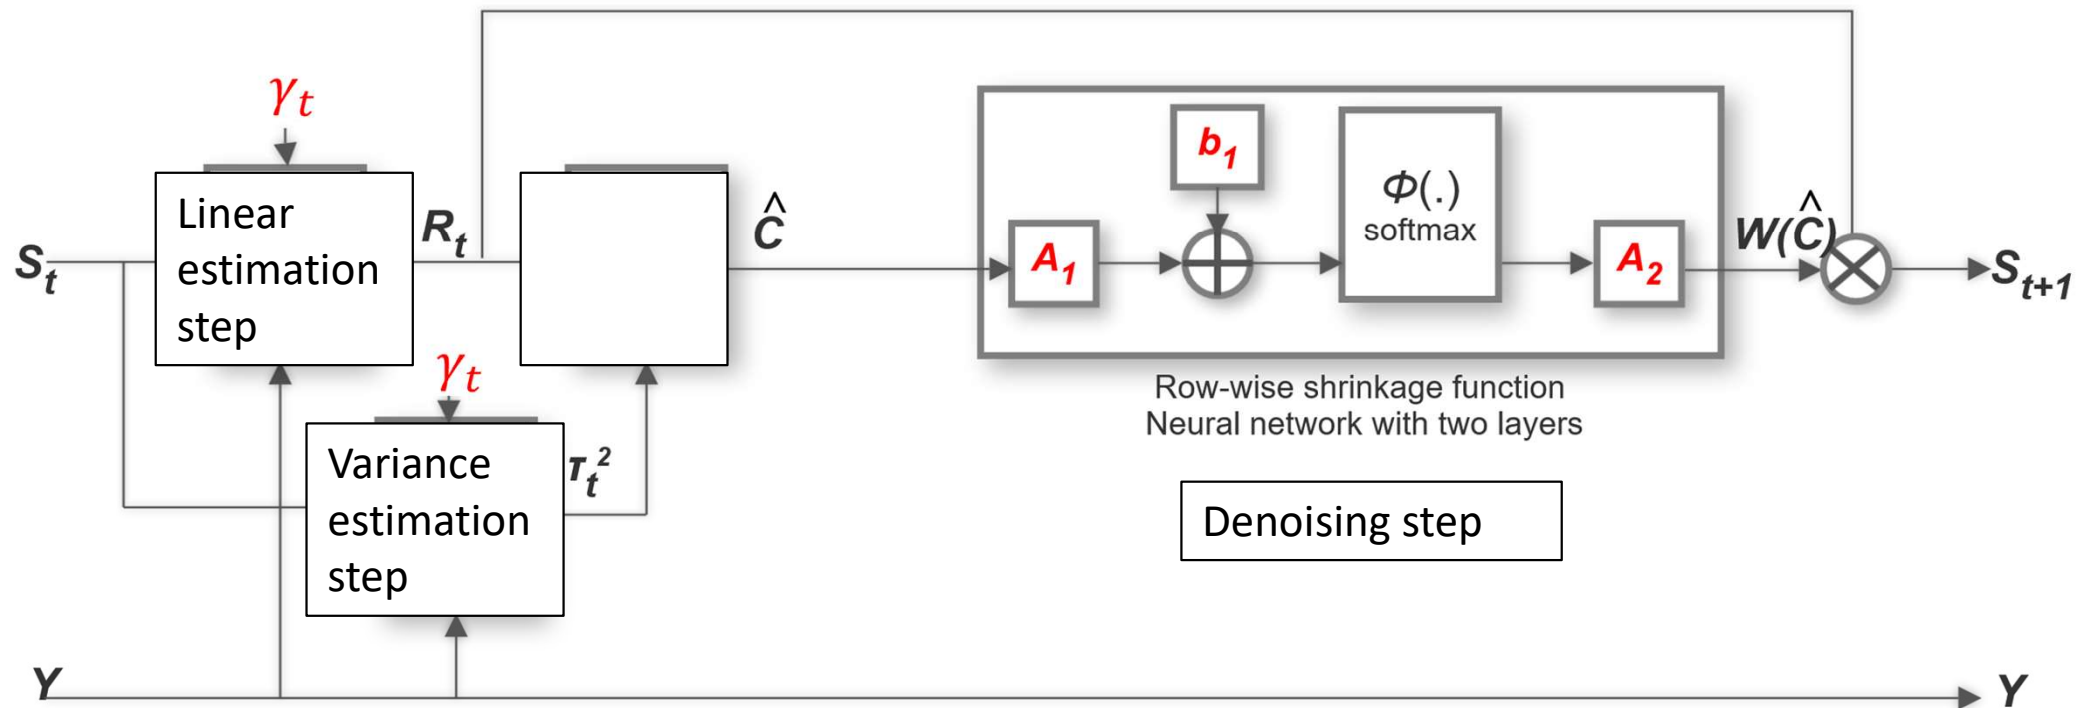 γt
St
Linear
estimation
step
Rt
Ĉ
A1
b1
Φ(.)
softmax
A2
W(Ĉ)
St+1
γt
Variance
estimation
step
τt2
Row-wise shrinkage function
Neural network with two layers
Denoising step
Y
Y